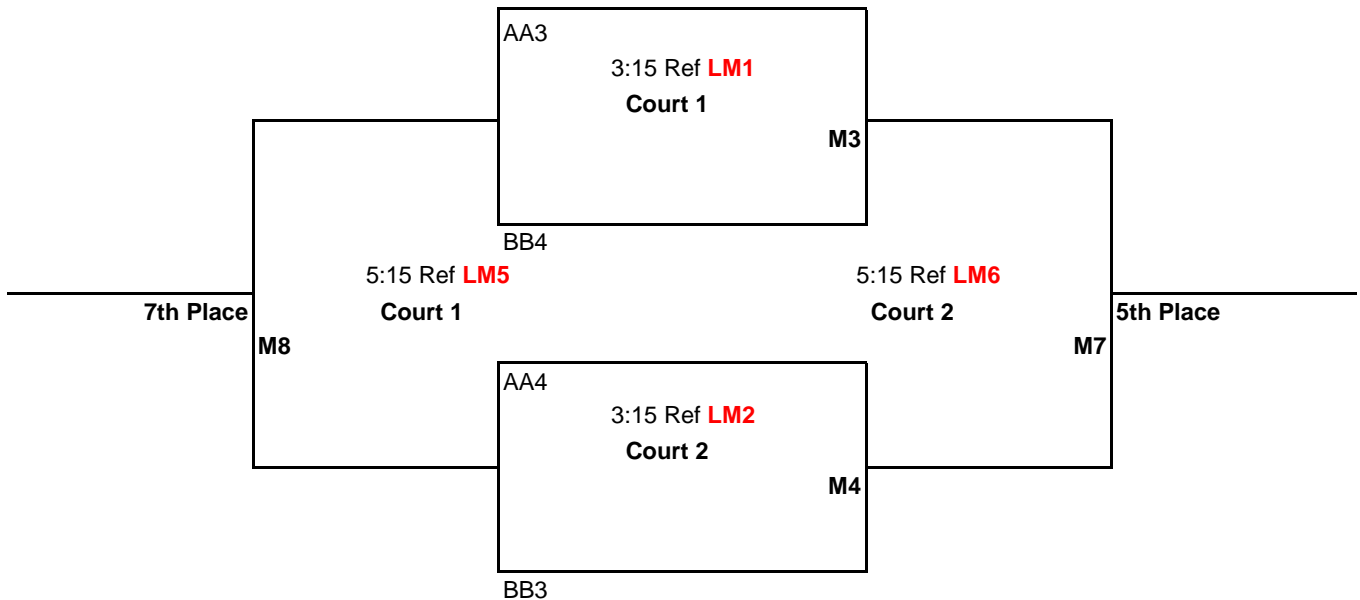 AA3
3:15 Ref LM1
Court 1
M3
BB4
5:15 Ref LM5
5:15 Ref LM6
7th Place
Court 1
Court 2
5th Place
M8
M7
AA4
3:15 Ref LM2
Court 2
M4
BB3